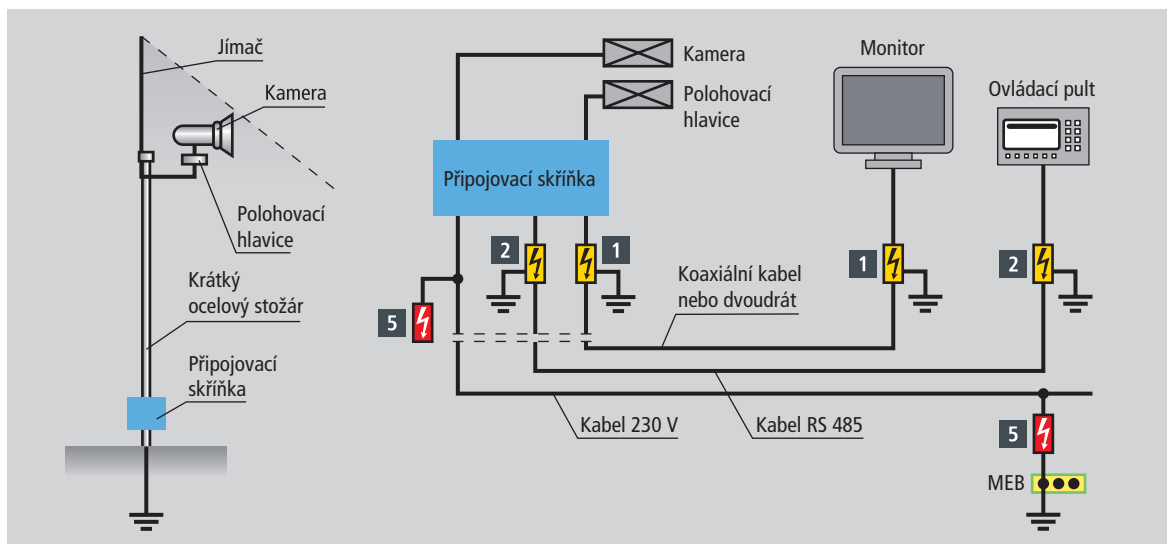 Jímač
Kamera
Polohovací
hlavice
Krátký
ocelový stožár
Připojovací
skříňka
Kamera
Polohovací
hlavice
Monitor
Ovládací pult
Připojovací skříňka
2
1
1
2
5
Koaxiální kabel
nebo dvoudrát
Kabel 230 V
Kabel RS 485
5
MEB